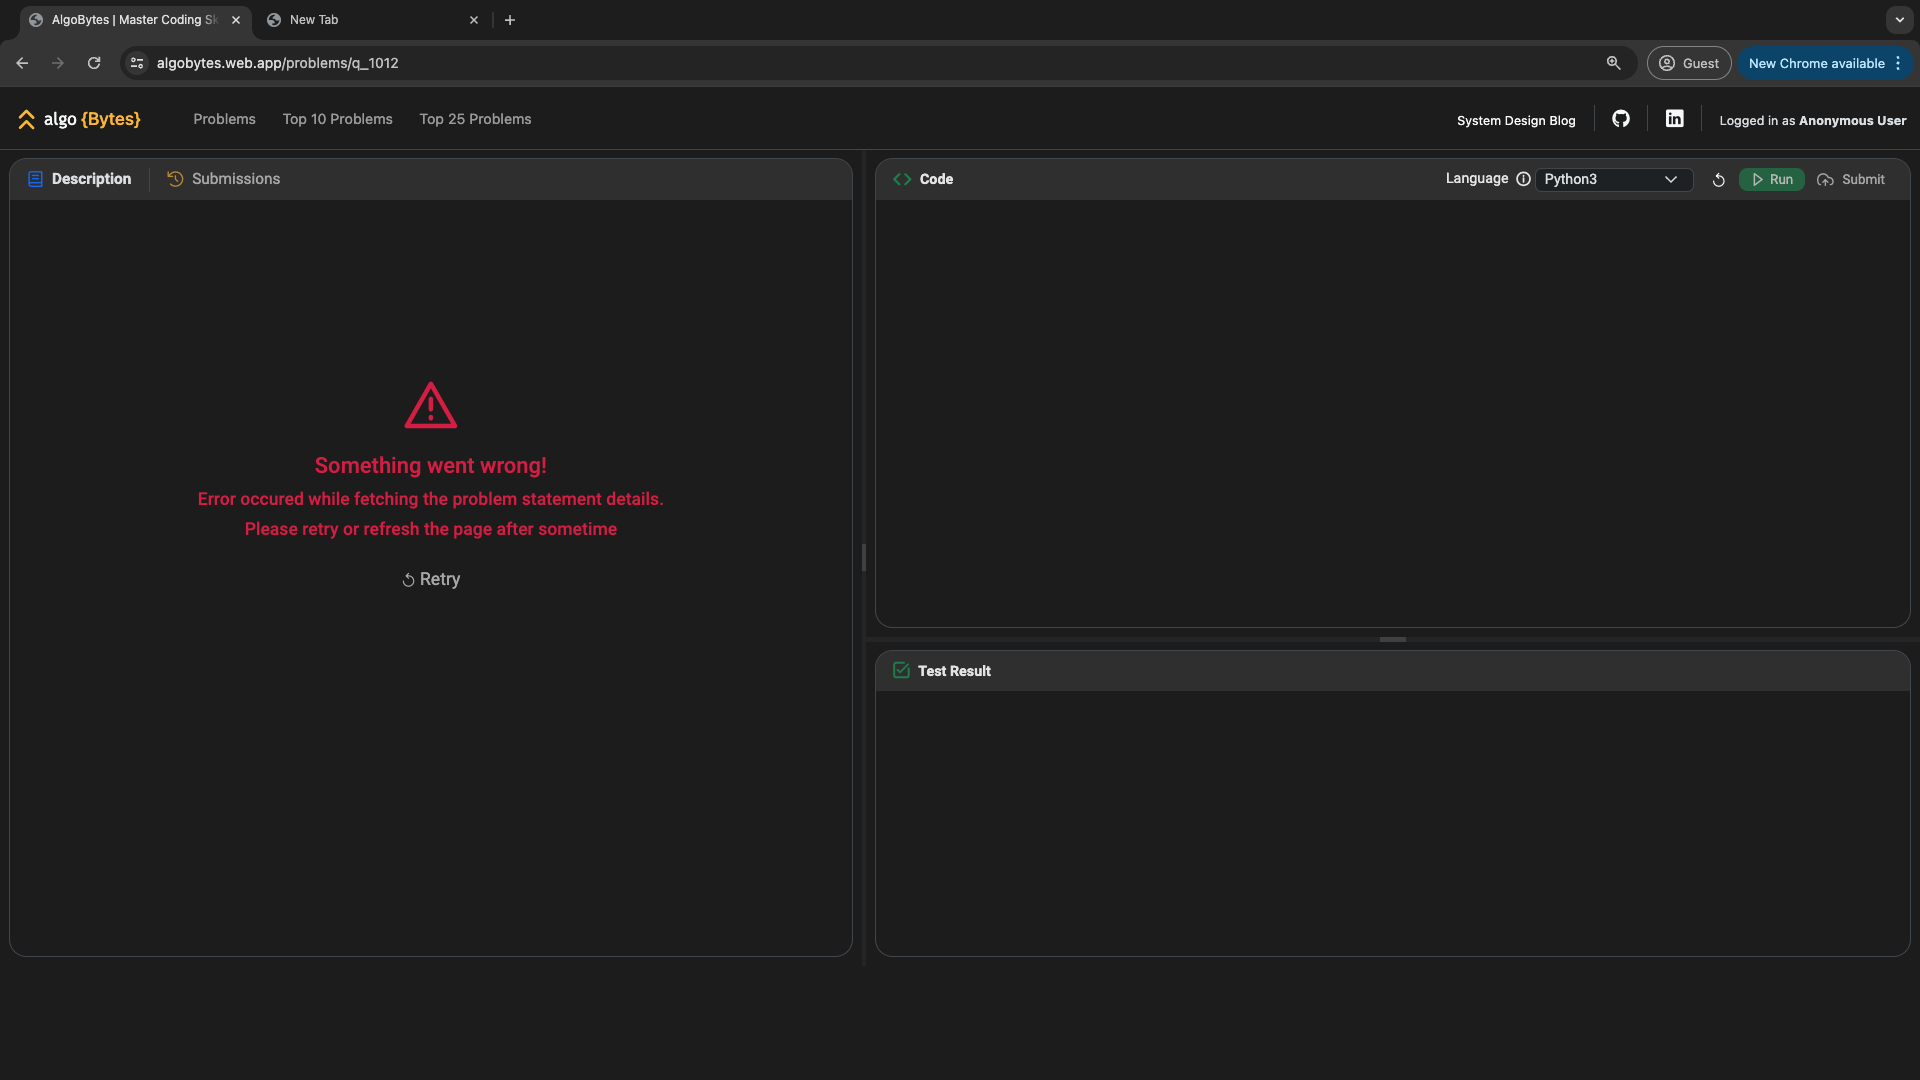 AlgoBytes | Master Coding Sk
New Tab
algobytes.web.app/problems/q_1012
Guest
New Chrome available
algo {Bytes}
Problems
Top 10 Problems
Top 25 Problems
System Design Blog
Logged in as Anonymous User
Description
Submissions
Something went wrong!
Error occured while fetching the problem statement details.
Please retry or refresh the page after sometime
Retry
Code
Language
Python3
Run
Submit
Test Result